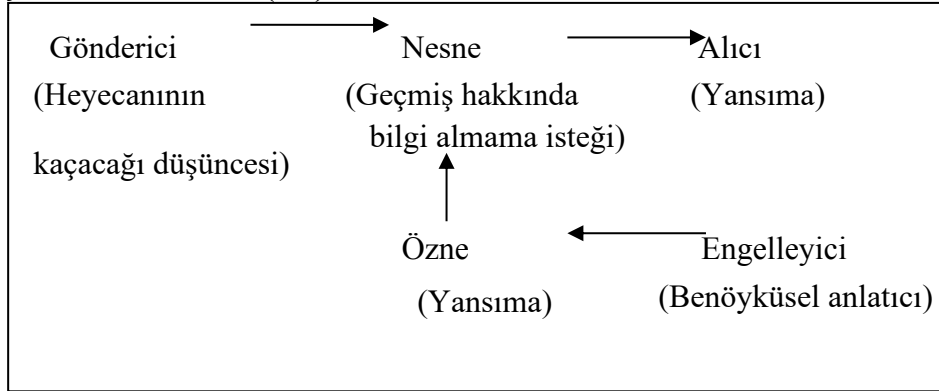 Gönderici Nesne Alıcı
(Heyecanının (Geçmiş hakkında (Yansıma)
bilgi almama isteği)
kaçacağı düşüncesi)
Özne Engelleyici
(Yansıma) (Benöyküsel anlatıcı)